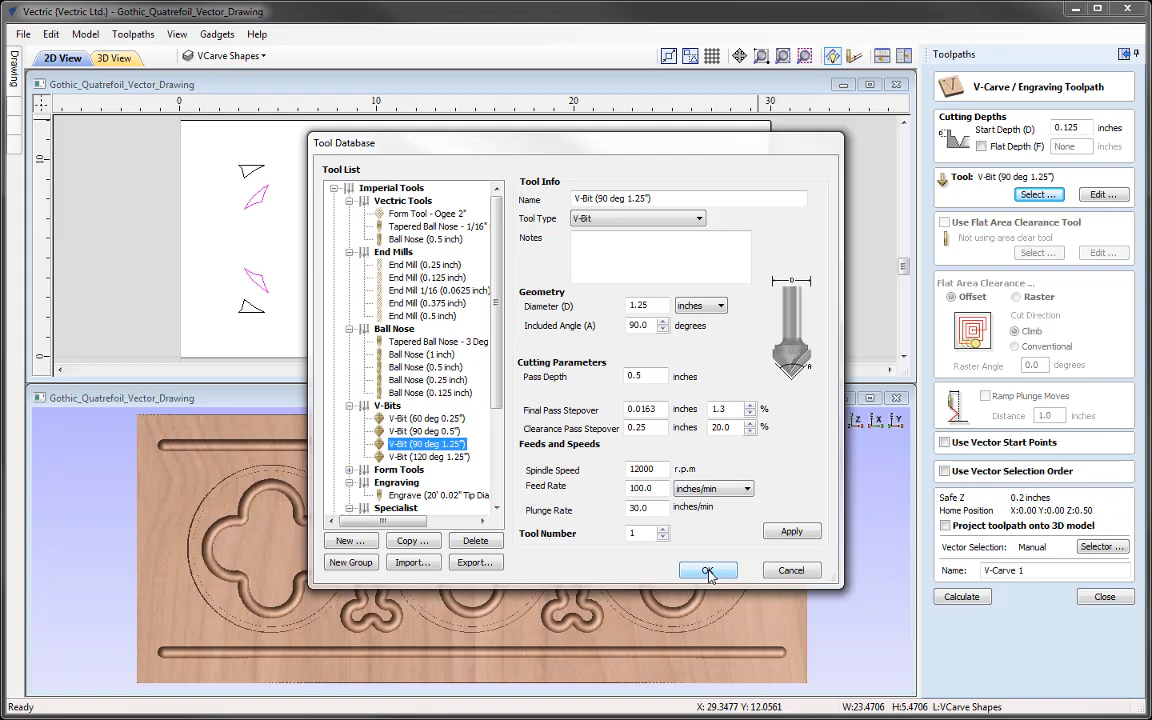 Vectric {Vectric Ltd.} - Gothic_Quatrefoil_Vector_Drawing
File Edit Model Toolpaths View Gadgets Help
2D View 3D View VCarve Shapes
Drawing
Gothic_Quatrefoil_Vector_Drawing
0 10 20 30
10
0
Gothic_Quatrefoil_Vector_Drawing
Tool Database
Tool List
Imperial Tools
Vectric Tools
Form Tool - Ogee 2"
Tapered Ball Nose - 1/16"
Ball Nose (0.5 inch)
End Mills
End Mill (0.25 inch)
End Mill (0.125 inch)
End Mill 1/16 (0.0625 inch)
End Mill (0.375 inch)
End Mill (0.5 inch)
Ball Nose
Tapered Ball Nose - 3 Deg
Ball Nose (1 inch)
Ball Nose (0.5 inch)
Ball Nose (0.25 inch)
Ball Nose (0.125 inch)
V-Bits
V-Bit (60 deg 0.25")
V-Bit (90 deg 0.5")
V-Bit (90 deg 1.25")
V-Bit (120 deg 1.25")
Form Tools
Engraving
Engrave (20' 0.02" Tip Dia
Specialist
New ... Copy ... Delete
New Group Import... Export...
Tool Info
Name V-Bit (90 deg 1.25")
Tool Type V-Bit
Notes
Geometry
Diameter (D) 1.25 inches
Included Angle (A) 90.0 degrees
D
A
Cutting Parameters
Pass Depth 0.5 inches
Final Pass Stepover 0.0163 inches 1.3 %
Clearance Pass Stepover 0.25 inches 20.0 %
Feeds and Speeds
Spindle Speed 12000 r.p.m
Feed Rate 100.0 inches/min
Plunge Rate 30.0 inches/min
Tool Number 1 Apply
OK Cancel
Z X Y
Toolpaths
V-Carve / Engraving Toolpath
Cutting Depths
Start Depth (D) 0.125 inches
Flat Depth (F) None inches
Tool: V-Bit (90 deg 1.25")
Select ... Edit ...
Use Flat Area Clearance Tool
Not using area clear tool
Select ... Edit ...
Flat Area Clearance ...
Offset Raster
Cut Direction
Climb
Conventional
Raster Angle 0.0 degrees
Ramp Plunge Moves
Distance 1.0 inches
Use Vector Start Points
Use Vector Selection Order
Safe Z 0.2 inches
Home Position X:0.00 Y:0.00 Z:0.50
Project toolpath onto 3D model
Vector Selection: Manual Selector ...
Name: V-Carve 1
Calculate Close
Ready X: 29.3477 Y: 12.0561 W:23.4706 H:5.4706 L:VCarve Shapes